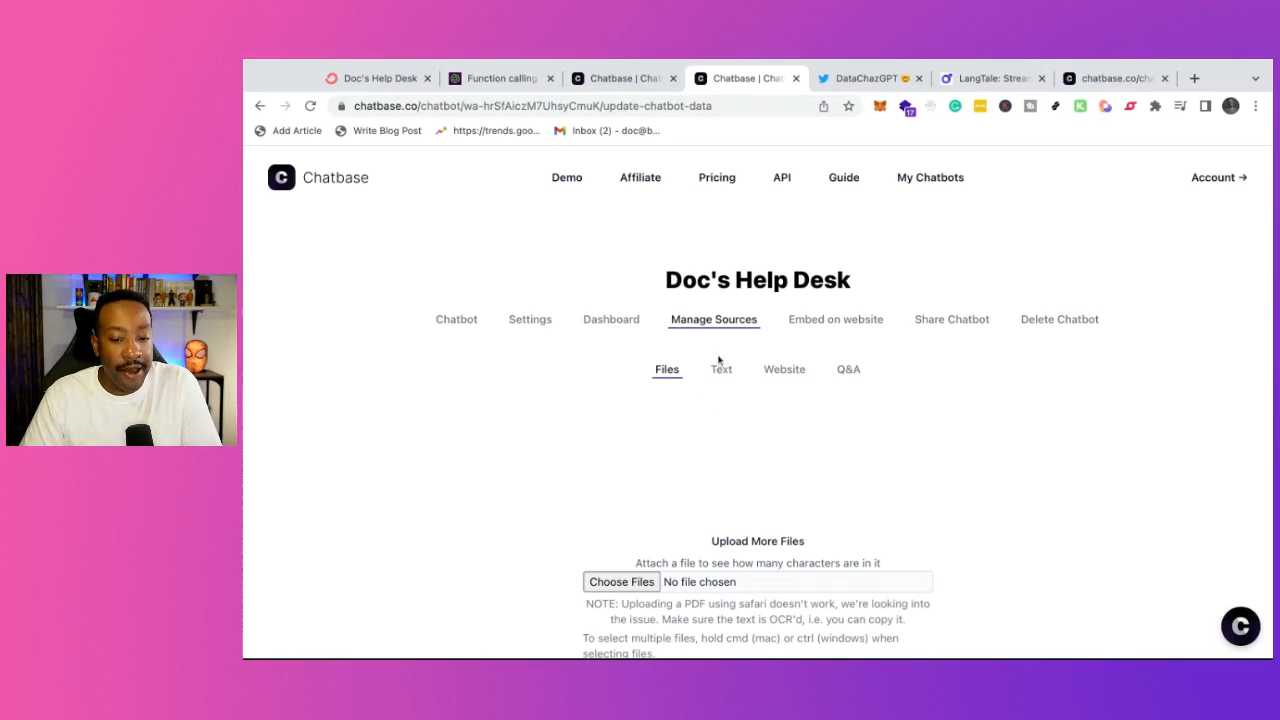 Doc's Help Desk
Function calling
Chatbase | Cha
Chatbase | Cha
DataChazGPT
LangTale: Strea
chatbase.co/cha
chatbase.co/chatbot/wa-hrSfAiczM7UhsyCmuK/update-chatbot-data
17
Add Article
Write Blog Post
https://trends.goo...
Inbox (2) - doc@b...
C Chatbase
Demo
Affiliate
Pricing
API
Guide
My Chatbots
Account →
Doc's Help Desk
Chatbot
Settings
Dashboard
Manage Sources
Embed on website
Share Chatbot
Delete Chatbot
Files
Text
Website
Q&A
Upload More Files
Attach a file to see how many characters are in it
Choose Files No file chosen
NOTE: Uploading a PDF using safari doesn't work, we're looking into
the issue. Make sure the text is OCR'd, i.e. you can copy it.
To select multiple files, hold cmd (mac) or ctrl (windows) when
selecting files.
C